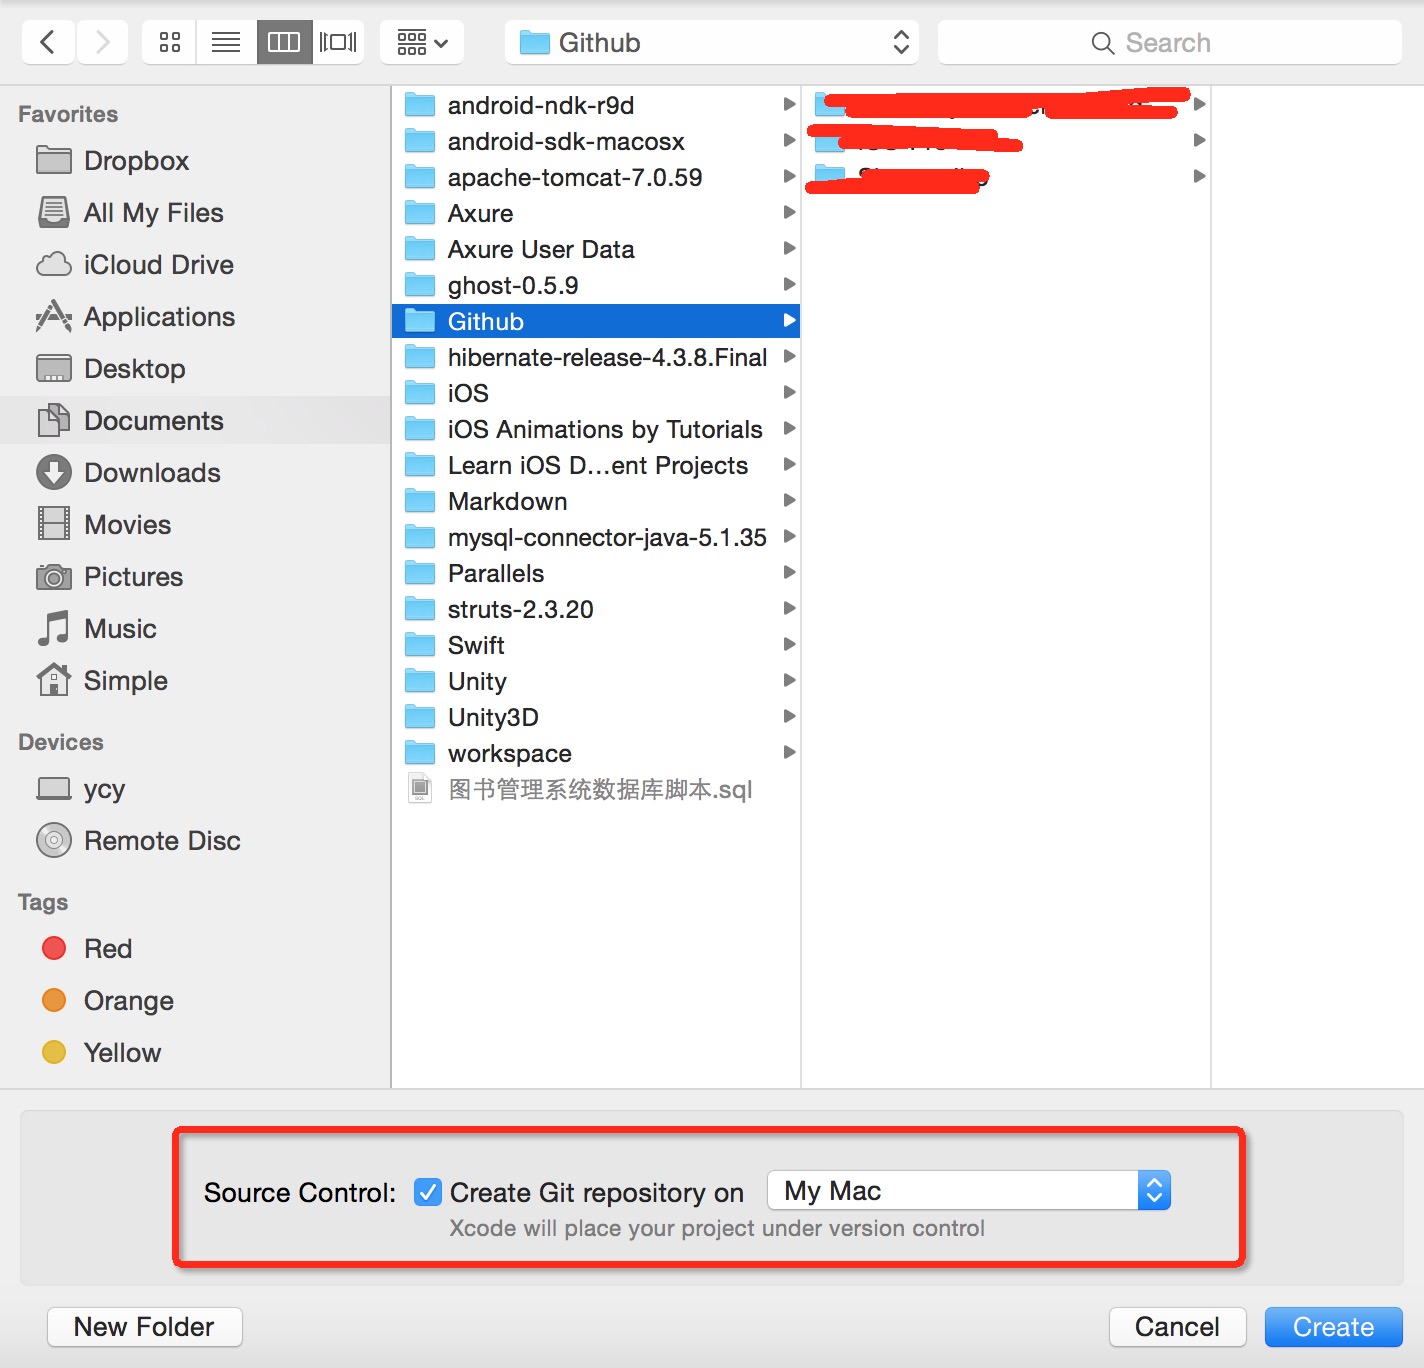 Github
Search
Favorites
Dropbox
All My Files
iCloud Drive
Applications
Desktop
Documents
Downloads
Movies
Pictures
Music
Simple
Devices
ycy
Remote Disc
Tags
Red
Orange
Yellow
android-ndk-r9d
android-sdk-macosx
apache-tomcat-7.0.59
Axure
Axure User Data
ghost-0.5.9
Github
hibernate-release-4.3.8.Final
iOS
iOS Animations by Tutorials
Learn iOS D...ent Projects
Markdown
mysql-connector-java-5.1.35
Parallels
struts-2.3.20
Swift
Unity
Unity3D
workspace
图书管理系统数据库脚本.sql
Source Control: Create Git repository on My Mac
Xcode will place your project under version control
New Folder
Cancel
Create